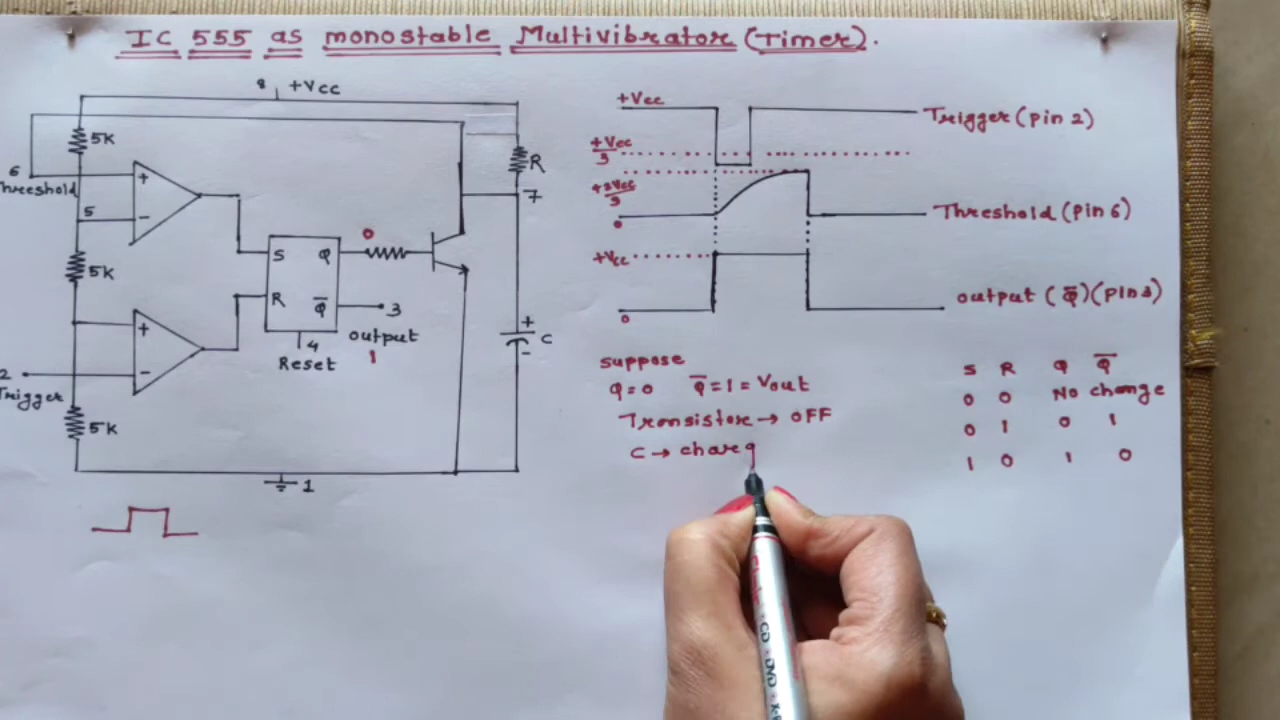 IC 555 as monostable Multivibrator (Timer).
8 +Vcc
5K
6
Threeshold
5
+
-
R
7
5K
S Q
0
R Q̄
3
output
1
4
Reset
+
-
C
+
-
2
Trigger
5K
1
+Vcc
Trigger (pin 2)
+Vcc/3
+2Vcc/3
0
Threshold (pin 6)
+Vcc
0
output (Q̄) (pin 3)
suppose
Q = 0 Q̄ = 1 = Vout
Transistor → OFF
C → charg
S R Q Q̄
0 0 No change
0 1 0 1
1 0 1 0
CD · DVD